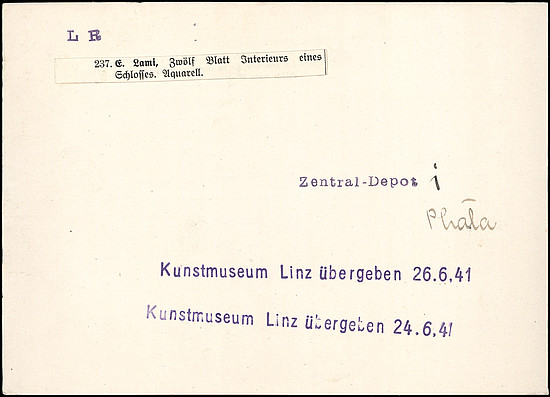 L R
237. E. Lami, Zwölf Blatt Interieurs eines
Schlosses. Aquarell.
Zentral-Depot i
Kunstmuseum Linz übergeben 26.6.41
Kunstmuseum Linz übergeben 24.6.41